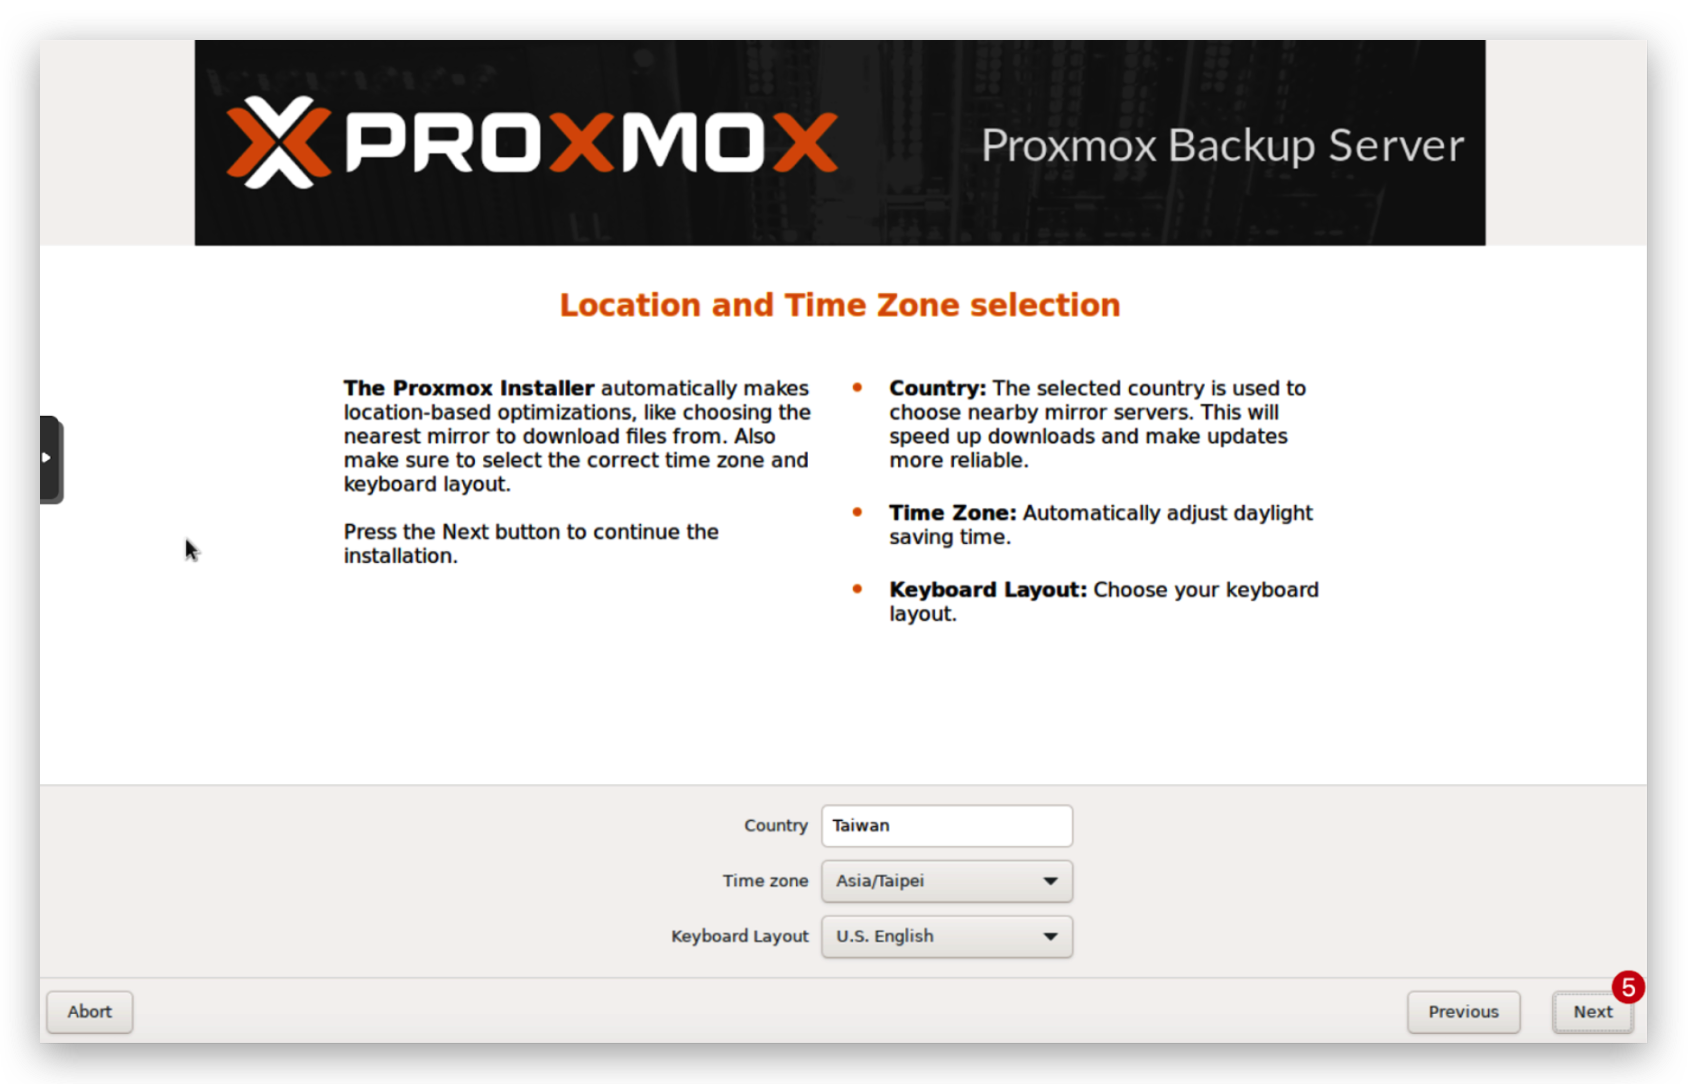 PROXMOX
Proxmox Backup Server
Location and Time Zone selection
The Proxmox Installer automatically makes
location-based optimizations, like choosing the
nearest mirror to download files from. Also
make sure to select the correct time zone and
keyboard layout.
Press the Next button to continue the
installation.
• Country: The selected country is used to
choose nearby mirror servers. This will
speed up downloads and make updates
more reliable.
• Time Zone: Automatically adjust daylight
saving time.
• Keyboard Layout: Choose your keyboard
layout.
Country Taiwan
Time zone Asia/Taipei
Keyboard Layout U.S. English
Abort
Previous
Next
5